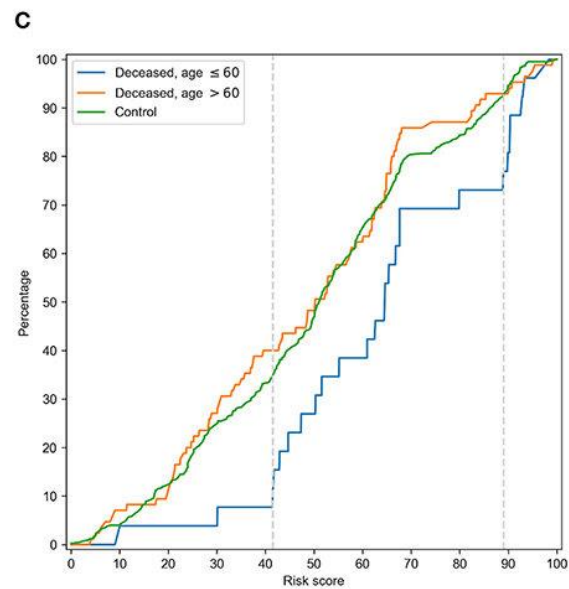 C
Deceased, age ≤ 60
Deceased, age > 60
Control
Percentage
100
90
80
70
60
50
40
30
20
10
0
0 10 20 30 40 50 60 70 80 90 100
Risk score